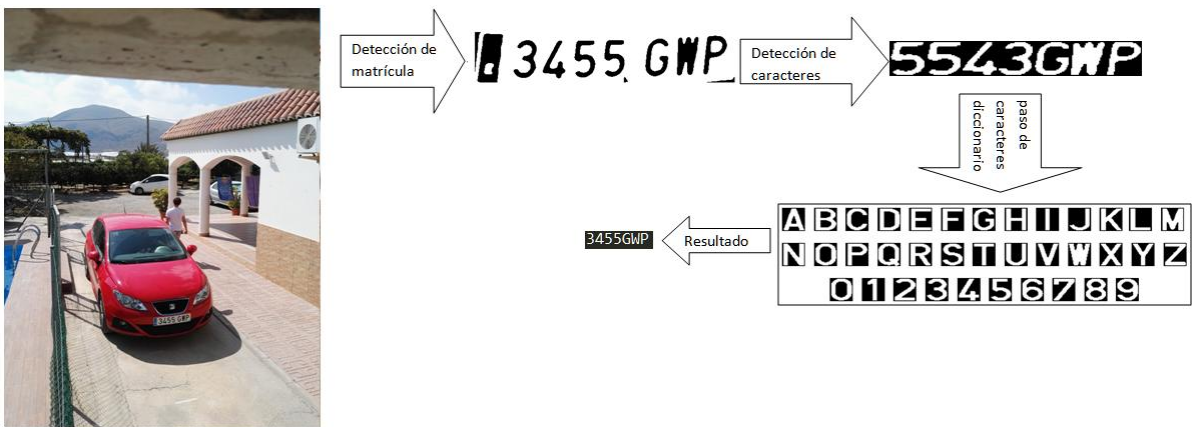 3455 GWP
Detección de
matrícula
3455 GWP
Detección de
caracteres
5543GWP
paso de
caracteres
diccionario
ABCDEFGHIJKLM
NOPQRSTUVWXYZ
0123456789
Resultado
3455GWP